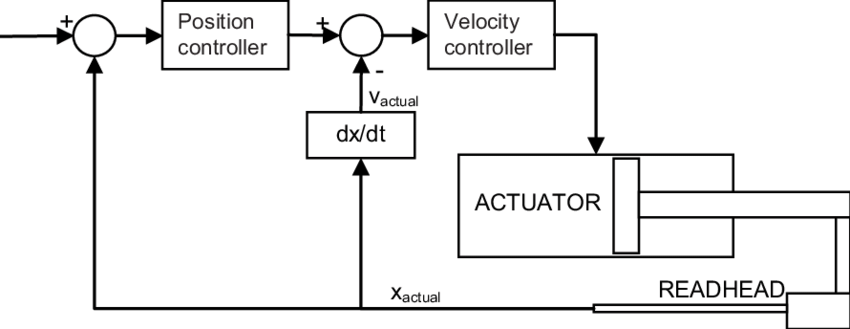 +
Position
controller
+
Velocity
controller
-
vactual
dx/dt
ACTUATOR
READHEAD
xactual